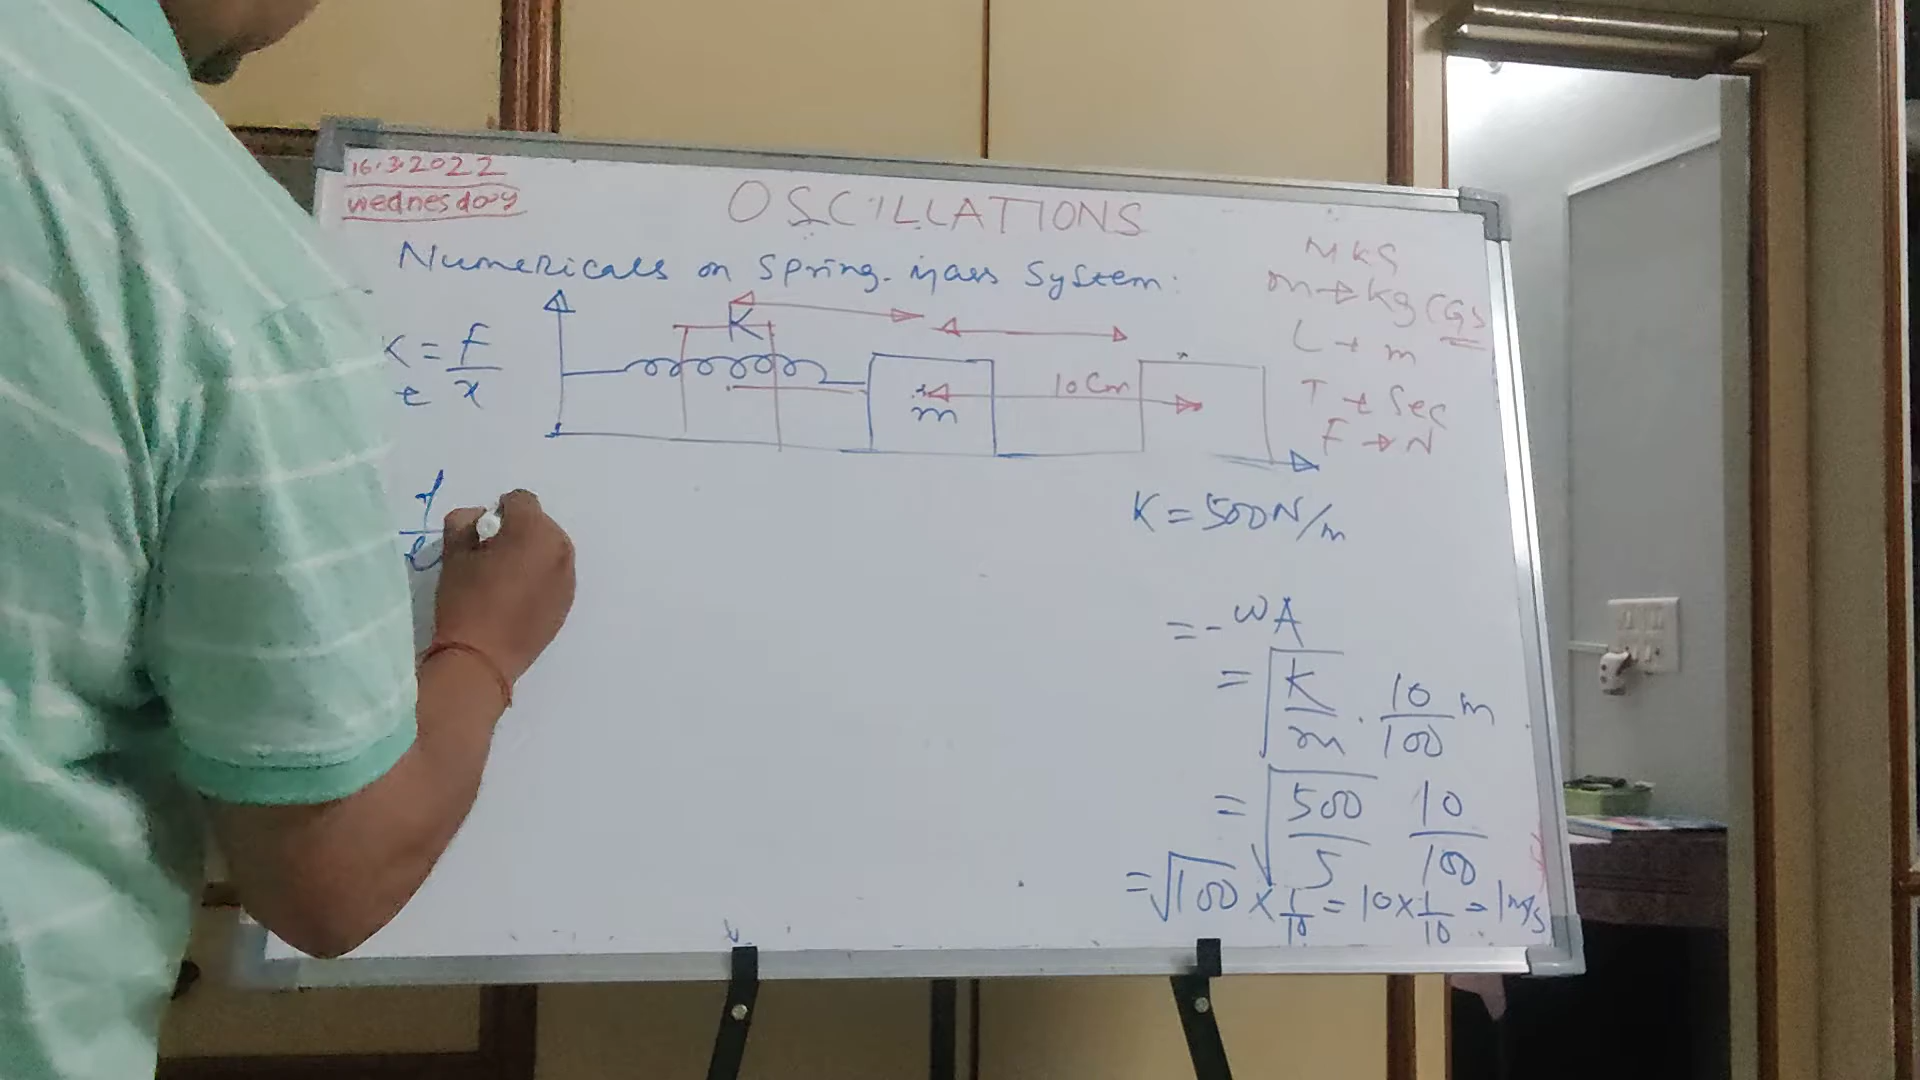 16.3.2022
Wednesday
OSCILLATIONS
Numericals on Spring-mass System:
MKS
m → kg CGS
L → m
T → Sec
F → N
K = F/x
K
m
10 Cm
K = 500 N/m
= - ωA
= √(K/m) . 10/100 m
= √(500/5) 10/100
= √100 × 1/10 = 10 × 1/10 = 1 m/s